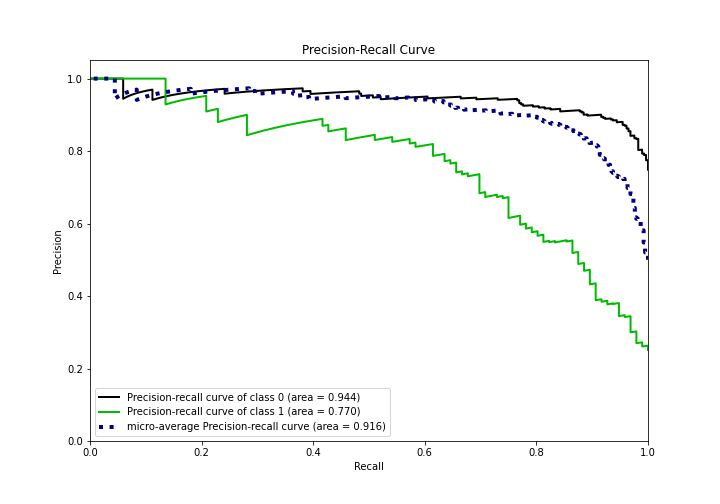 Precision-Recall Curve
1.0
0.8
0.6
0.4
0.2
0.0
Precision
Precision-recall curve of class 0 (area = 0.944)
Precision-recall curve of class 1 (area = 0.770)
micro-average Precision-recall curve (area = 0.916)
0.0 0.2 0.4 0.6 0.8 1.0
Recall